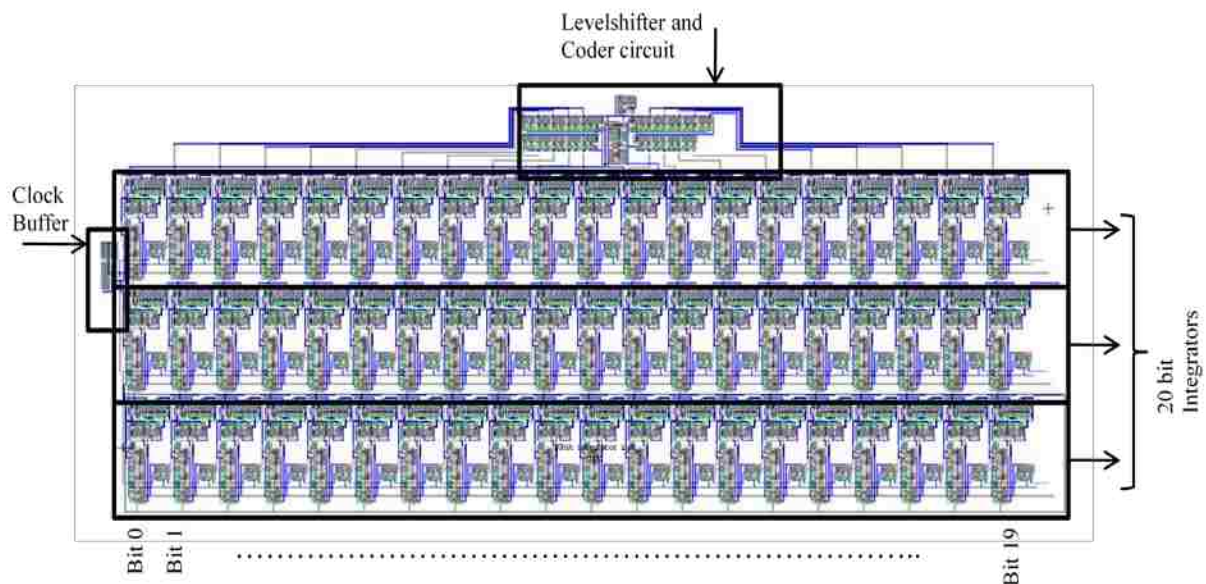 Levelshifter and
Coder circuit
Clock
Buffer
20 bit
Integrators
Bit 0
Bit 1
Bit 19